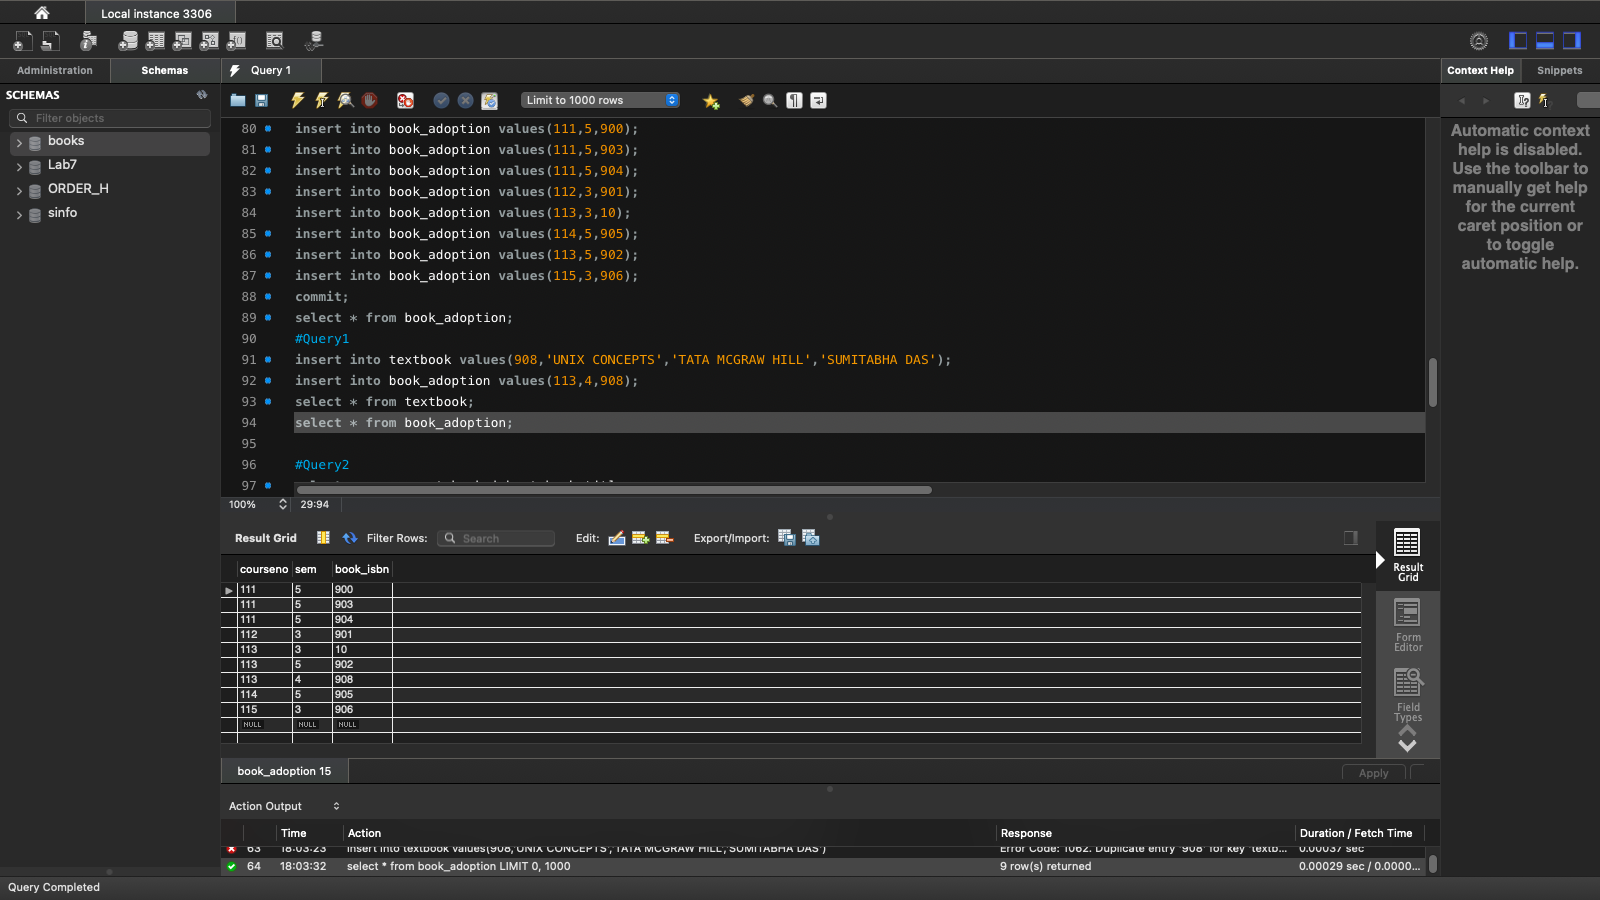 Local instance 3306
Administration
Schemas
Query 1
Context Help
Snippets
SCHEMAS
Filter objects
books
Lab7
ORDER_H
sinfo
Limit to 1000 rows
80 insert into book_adoption values(111,5,900);
81 insert into book_adoption values(111,5,903);
82 insert into book_adoption values(111,5,904);
83 insert into book_adoption values(112,3,901);
84 insert into book_adoption values(113,3,10);
85 insert into book_adoption values(114,5,905);
86 insert into book_adoption values(113,5,902);
87 insert into book_adoption values(115,3,906);
88 commit;
89 select * from book_adoption;
90 #Query1
91 insert into textbook values(908,'UNIX CONCEPTS','TATA MCGRAW HILL','SUMITABHA DAS');
92 insert into book_adoption values(113,4,908);
93 select * from textbook;
94 select * from book_adoption;
95
96 #Query2
97
100%
29:94
Automatic context
help is disabled.
Use the toolbar to
manually get help
for the current
caret position or
to toggle
automatic help.
Result Grid
Filter Rows:
Search
Edit:
Export/Import:
courseno sem book_isbn
111 5 900
111 5 903
111 5 904
112 3 901
113 3 10
113 5 902
113 4 908
114 5 905
115 3 906
NULL NULL NULL
Result
Grid
Form
Editor
Field
Types
book_adoption 15
Apply
Action Output
Time Action Response Duration / Fetch Time
63 18:03:23 insert into textbook values(908,'UNIX CONCEPTS','TATA MCGRAW HILL','SUMITABHA DAS') Error Code: 1062. Duplicate entry '908' for key 'textb... 0.00037 sec
64 18:03:32 select * from book_adoption LIMIT 0, 1000 9 row(s) returned 0.00029 sec / 0.0000...
Query Completed